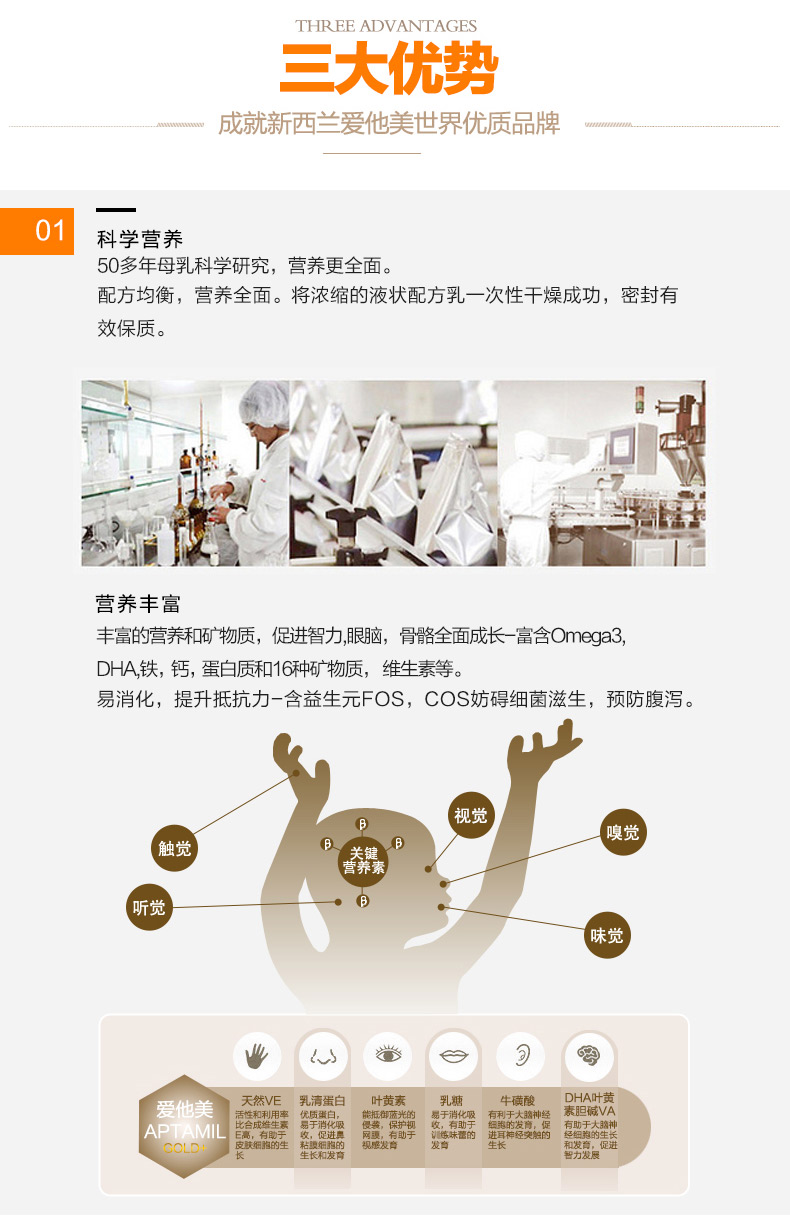 THREE ADVANTAGES
三大优势
成就新西兰爱他美世界优质品牌
01
科学营养
50多年母乳科学研究，营养更全面。
配方均衡，营养全面。将浓缩的液状配方乳一次性干燥成功，密封有
效保质。
营养丰富
丰富的营养和矿物质，促进智力,眼脑，骨骼全面成长-富含Omega3,
DHA,铁，钙，蛋白质和16种矿物质， 维生素等。
易消化，提升抵抗力-含益生元FOS，COS妨碍细菌滋生，预防腹泻。
触觉
听觉
β
β
β
β
关键
营养素
视觉
嗅觉
味觉
爱他美
APTAMIL
GOLD+
天然VE
活性和利用率
比合成维生素
E高，有助于
皮肤细胞的生
长
乳清蛋白
优质蛋白，
易于消化吸
收，促进鼻
粘膜细胞的
生长和发育
叶黄素
能抵御蓝光的
侵袭，保护视
网膜，有助于
视感发育
乳糖
易于消化吸
收，有助于
训练味蕾的
发育
牛磺酸
有利于大脑神经
细胞的发育，促
进耳神经突触的
生长
DHA叶黄
素胆碱VA
有助于大脑神
经细胞的生长
和发育，促进
智力发展